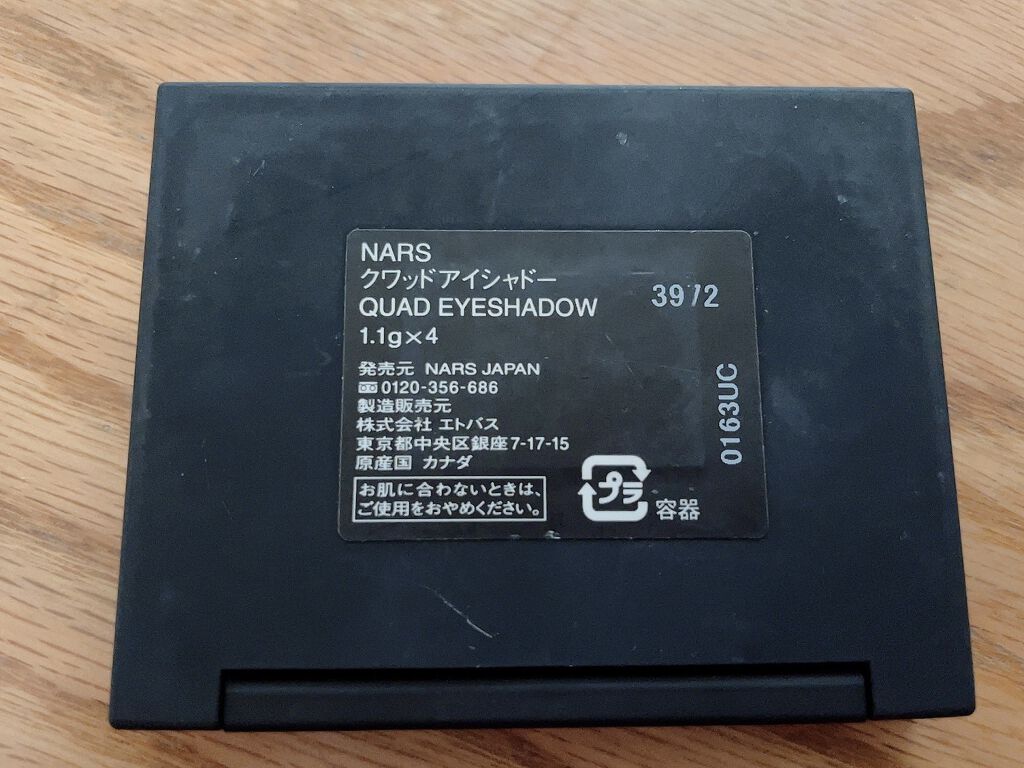 NARS
クワッドアイシャドー
QUAD EYESHADOW
1.1g×4
3972
発売元 NARS JAPAN
0120-356-686
製造販売元
株式会社 エトバス
東京都中央区銀座7-17-15
原産国 カナダ
お肌に合わないときは、
ご使用をおやめください。
プラ
容器
0163UC